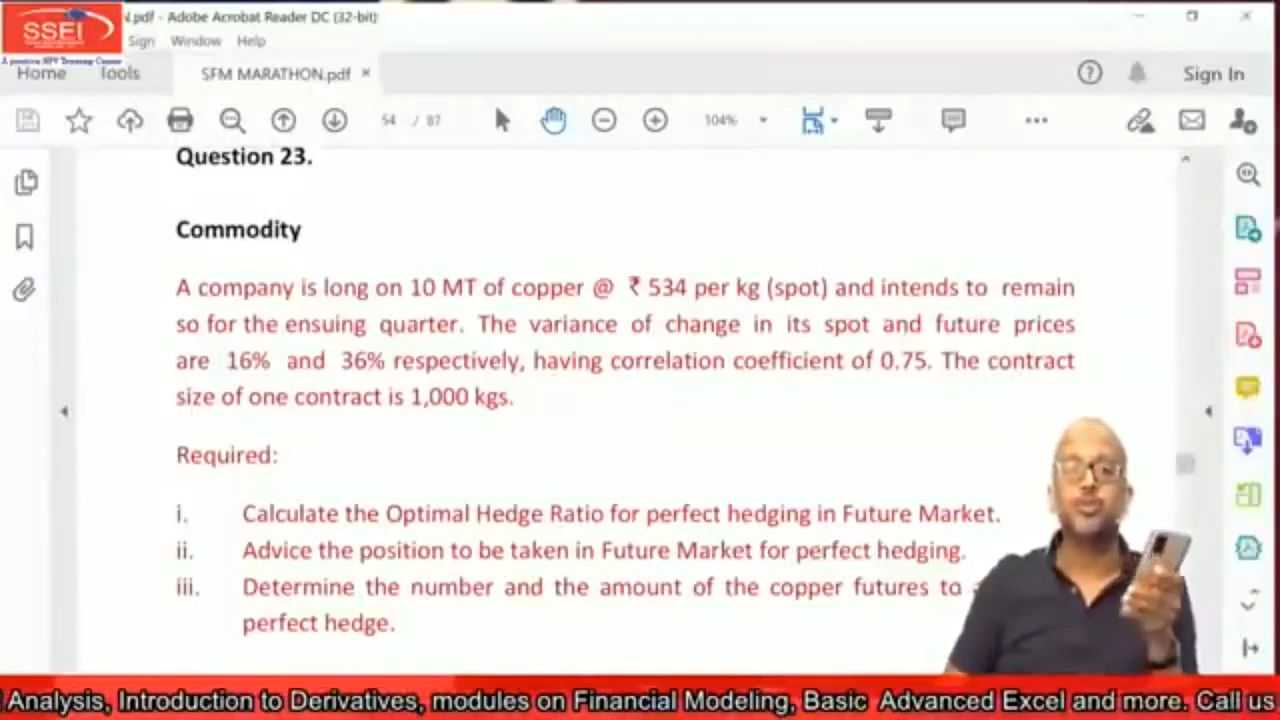 SSEI
.pdf - Adobe Acrobat Reader DC (32-bit)
Sign Window Help
Home Tools SFM MARATHON.pdf × Sign In
54 / 87 104%
Question 23.
Commodity
A company is long on 10 MT of copper @ ₹ 534 per kg (spot) and intends to remain
so for the ensuing quarter. The variance of change in its spot and future prices
are 16% and 36% respectively, having correlation coefficient of 0.75. The contract
size of one contract is 1,000 kgs.
Required:
i. Calculate the Optimal Hedge Ratio for perfect hedging in Future Market.
ii. Advice the position to be taken in Future Market for perfect hedging.
iii. Determine the number and the amount of the copper futures to
perfect hedge.
Analysis, Introduction to Derivatives, modules on Financial Modeling, Basic Advanced Excel and more. Call us